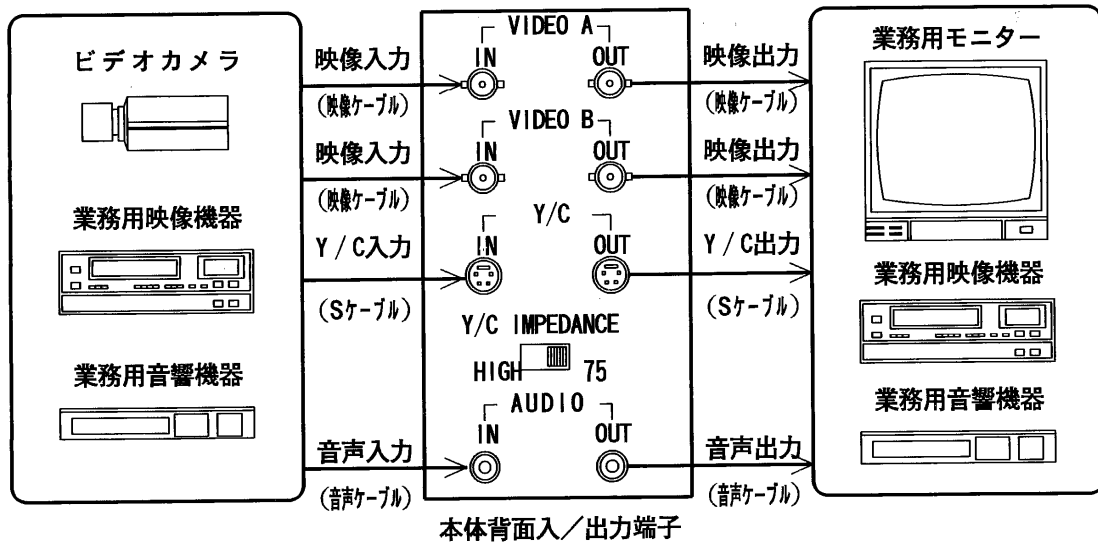 ビデオカメラ
業務用映像機器
業務用音響機器
映像入力
(映像ケーブル)
映像入力
(映像ケーブル)
Y/C入力
(Sケーブル)
音声入力
(音声ケーブル)
VIDEO A
IN OUT
VIDEO B
IN OUT
Y/C
IN OUT
Y/C IMPEDANCE
HIGH 75
AUDIO
IN OUT
映像出力
(映像ケーブル)
映像出力
(映像ケーブル)
Y/C出力
(Sケーブル)
音声出力
(音声ケーブル)
業務用モニター
業務用映像機器
業務用音響機器
本体背面入/出力端子